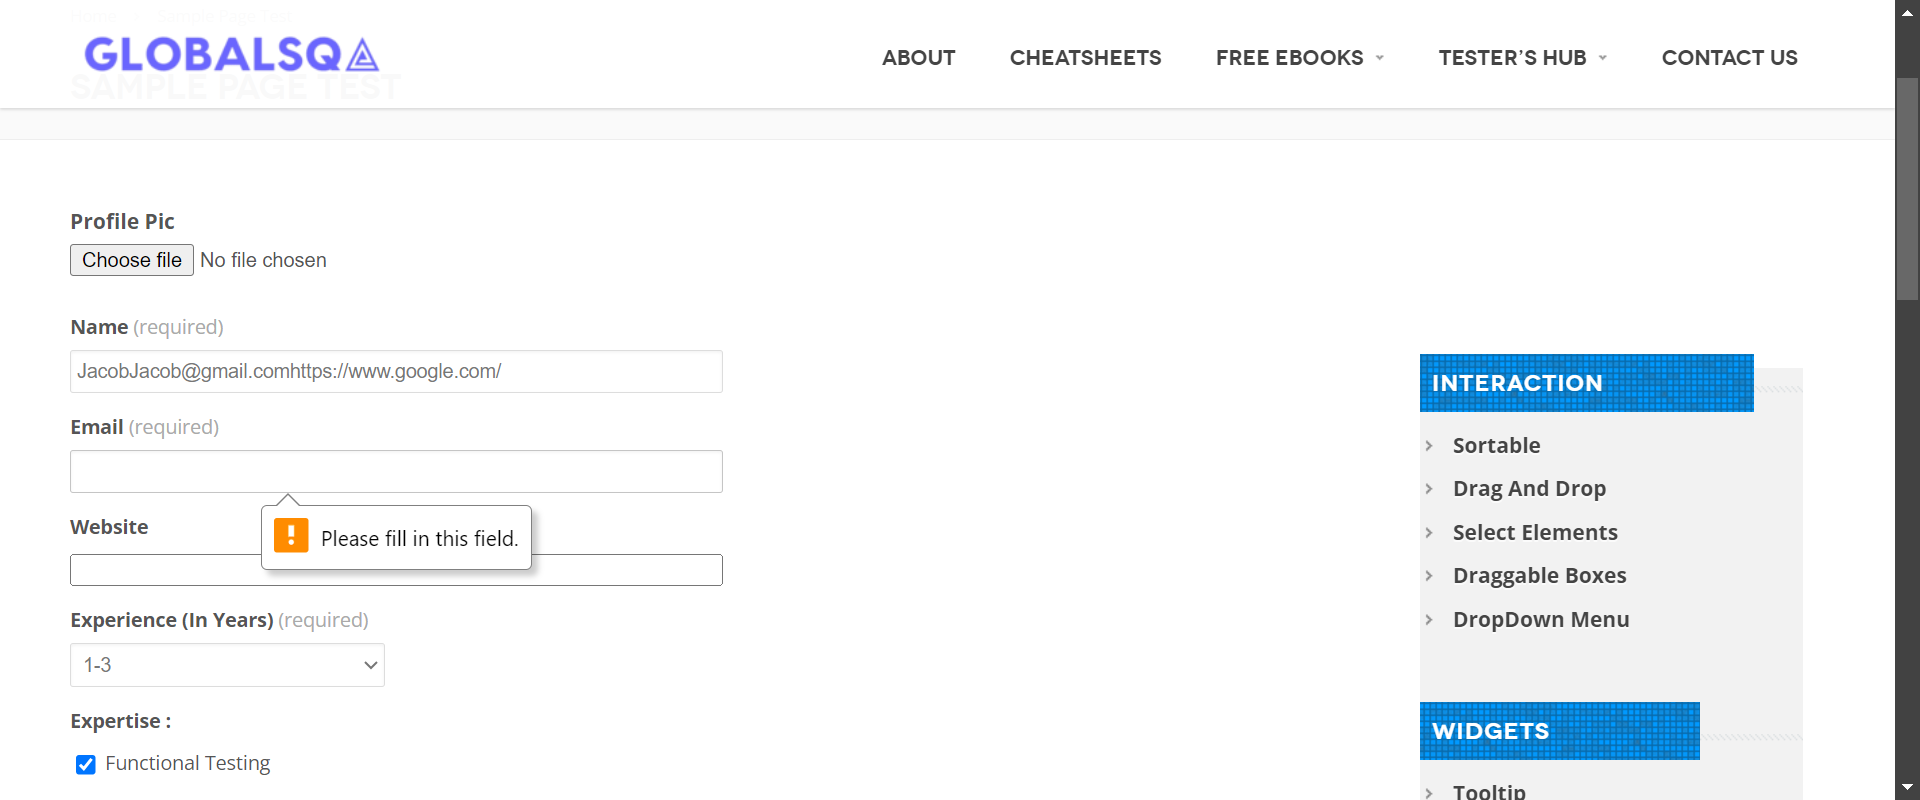 Home Sample Page Test
GLOBALSQA
SAMPLE PAGE TEST
ABOUT CHEATSHEETS FREE EBOOKS TESTER’S HUB CONTACT US
Profile Pic
Choose file No file chosen
Name (required)
JacobJacob@gmail.comhttps://www.google.com/
Email (required)
Please fill in this field.
Website
Experience (In Years) (required)
1-3
Expertise :
Functional Testing
INTERACTION
Sortable
Drag And Drop
Select Elements
Draggable Boxes
DropDown Menu
WIDGETS
Tooltip